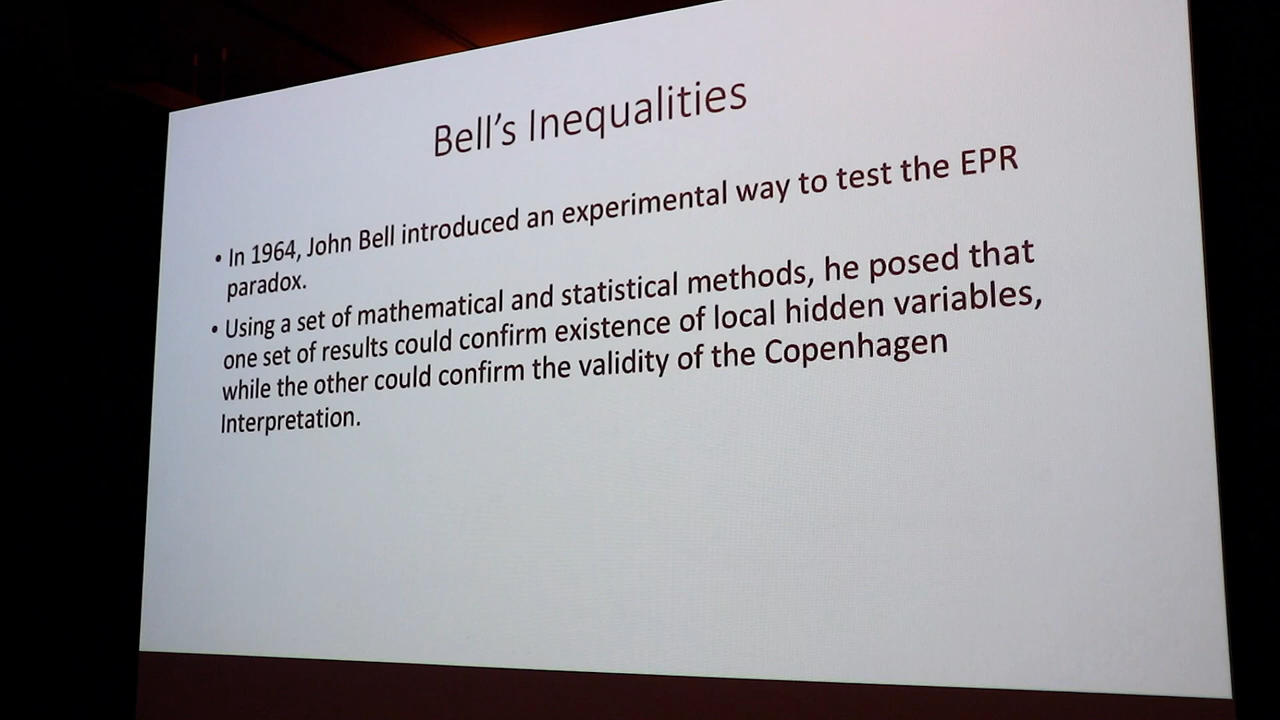 Bell's Inequalities
• In 1964, John Bell introduced an experimental way to test the EPR
paradox.
• Using a set of mathematical and statistical methods, he posed that
one set of results could confirm existence of local hidden variables,
while the other could confirm the validity of the Copenhagen
Interpretation.